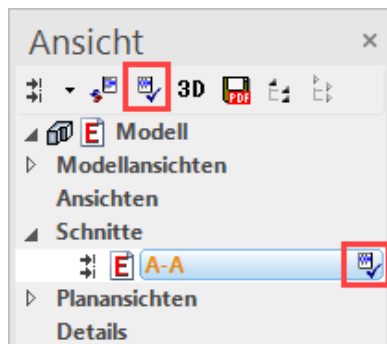 Ansicht
3D PDF
E Modell
Modellansichten
Ansichten
Schnitte
E A-A
Planansichten
Details